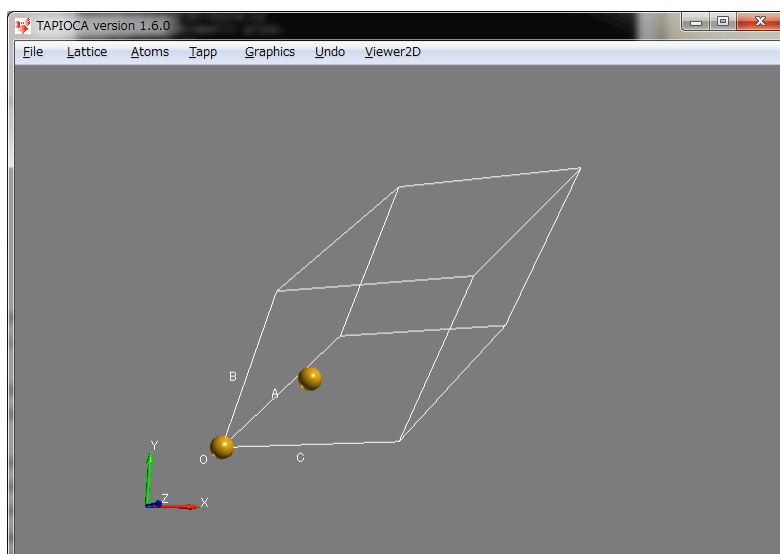 TAPIOCA version 1.6.0
File Lattice Atoms Tapp Graphics Undo Viewer2D
B
A
O
C
Y
Z
X